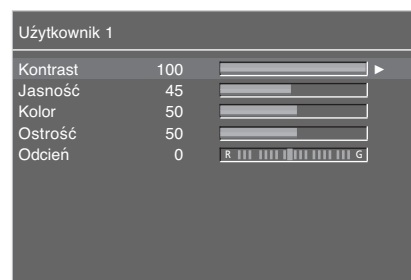 Użytkownik 1
Kontrast 100 ►
Jasność 45
Kolor 50
Ostrość 50
Odcień 0 R G